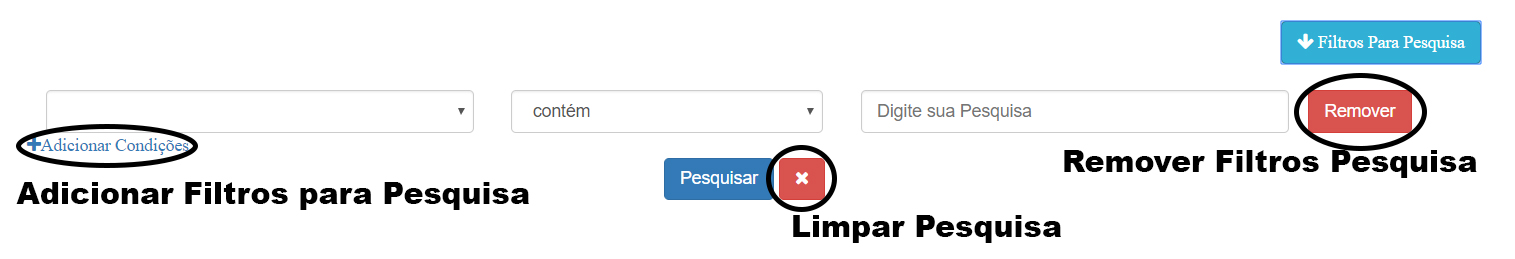 Filtros Para Pesquisa
contém
Digite sua Pesquisa
Remover
+Adicionar Condições
Remover Filtros Pesquisa
Adicionar Filtros para Pesquisa
Pesquisar
Limpar Pesquisa